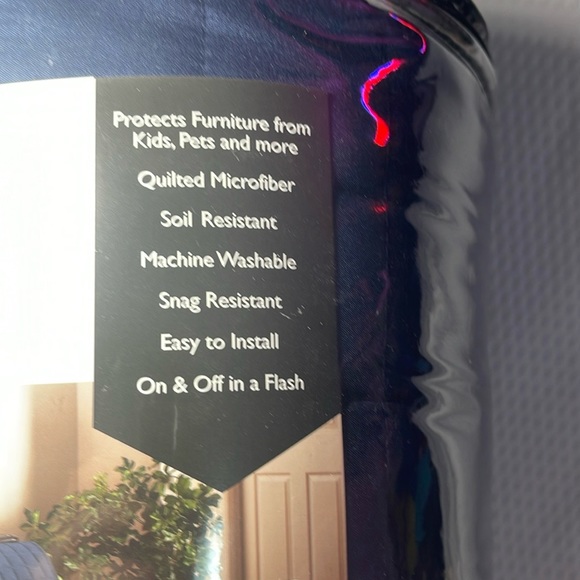 Protects Furniture from
Kids, Pets and more
Quilted Microfiber
Soil Resistant
Machine Washable
Snag Resistant
Easy to Install
On & Off in a Flash